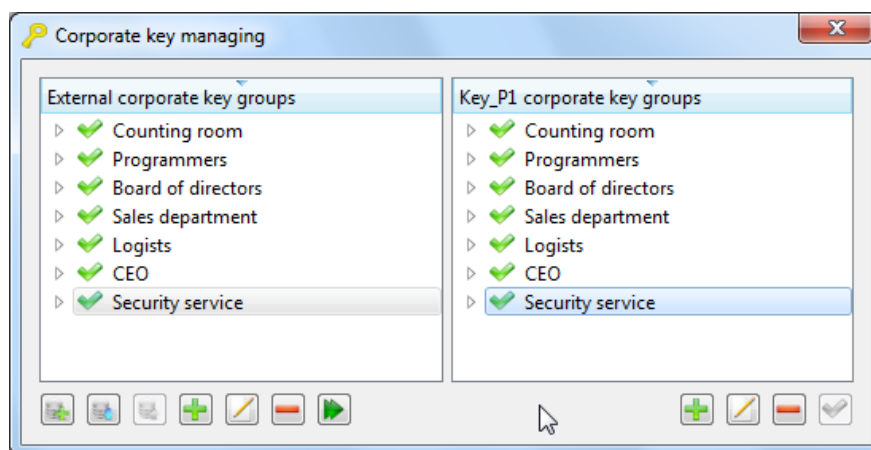 Corporate key managing
External corporate key groups
Counting room
Programmers
Board of directors
Sales department
Logists
CEO
Security service
Key_P1 corporate key groups
Counting room
Programmers
Board of directors
Sales department
Logists
CEO
Security service